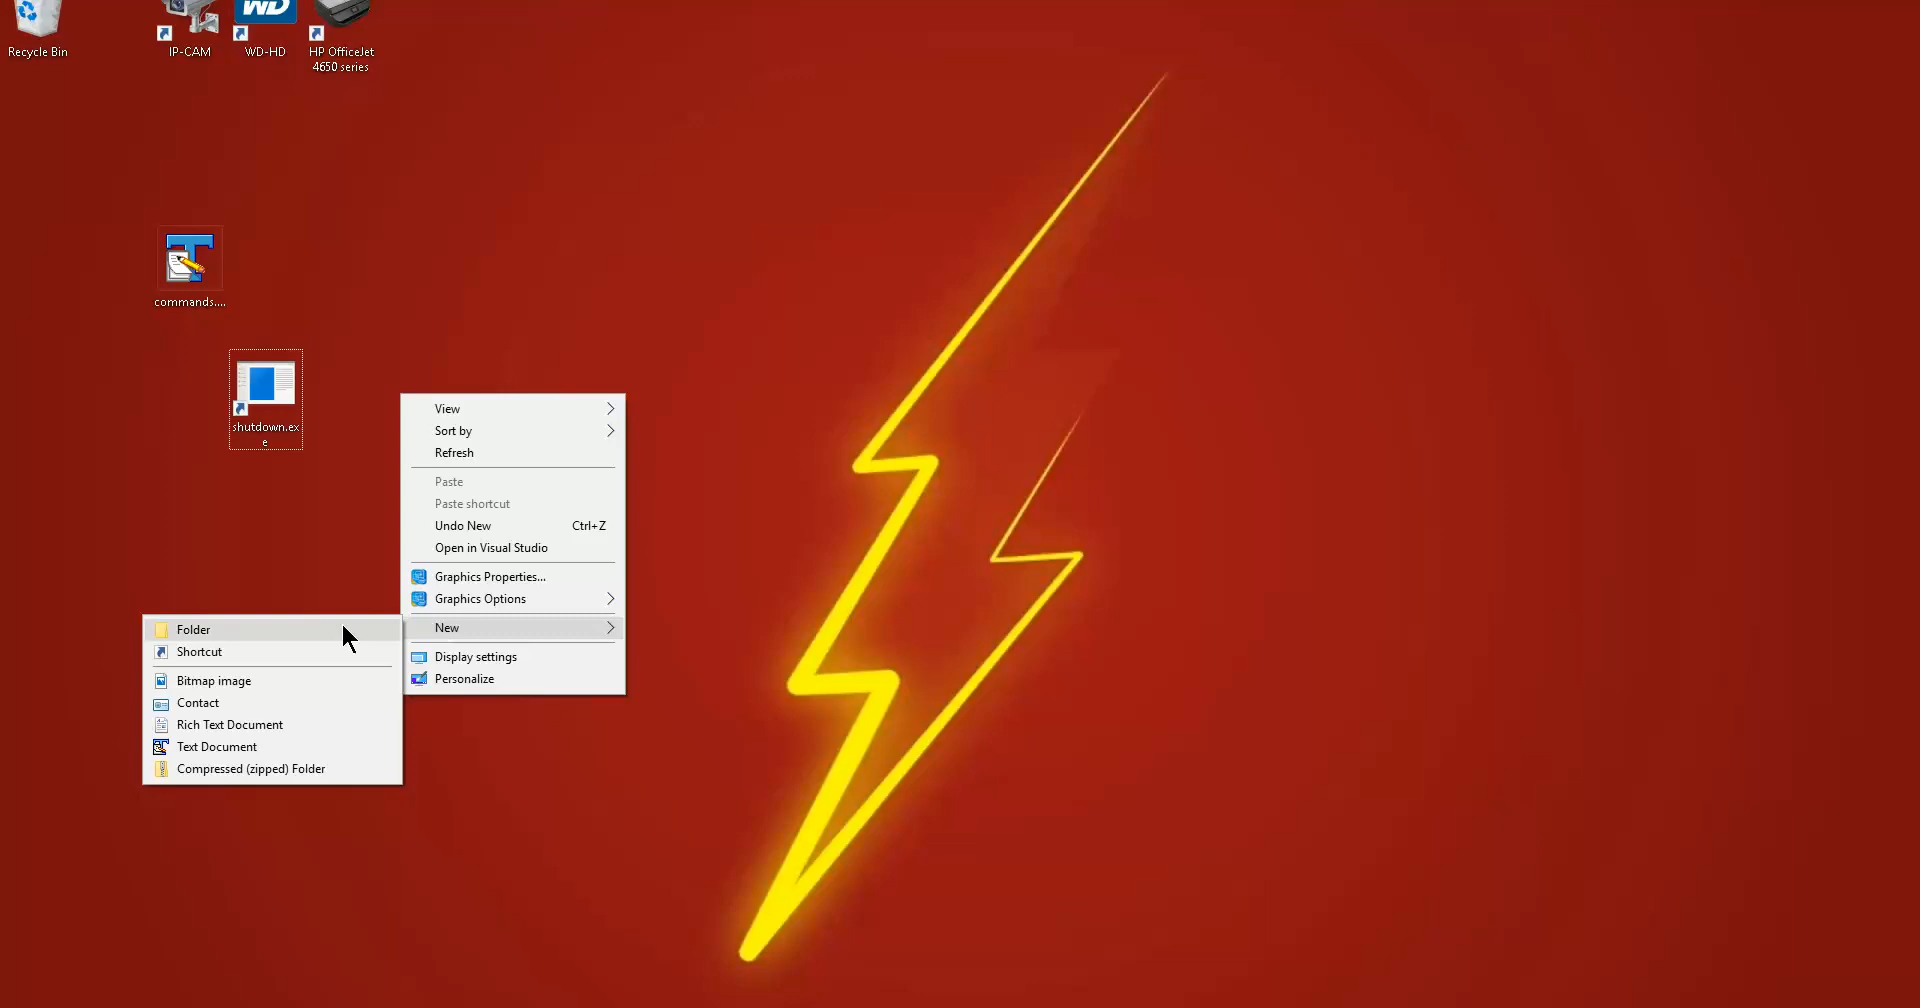 WD
Recycle Bin
IP-CAM
WD-HD
HP OfficeJet
4650 series
commands....
shutdown.ex
e
View
Sort by
Refresh
Paste
Paste shortcut
Undo New Ctrl+Z
Open in Visual Studio
Graphics Properties...
Graphics Options
New
Display settings
Personalize
Folder
Shortcut
Bitmap image
Contact
Rich Text Document
Text Document
Compressed (zipped) Folder